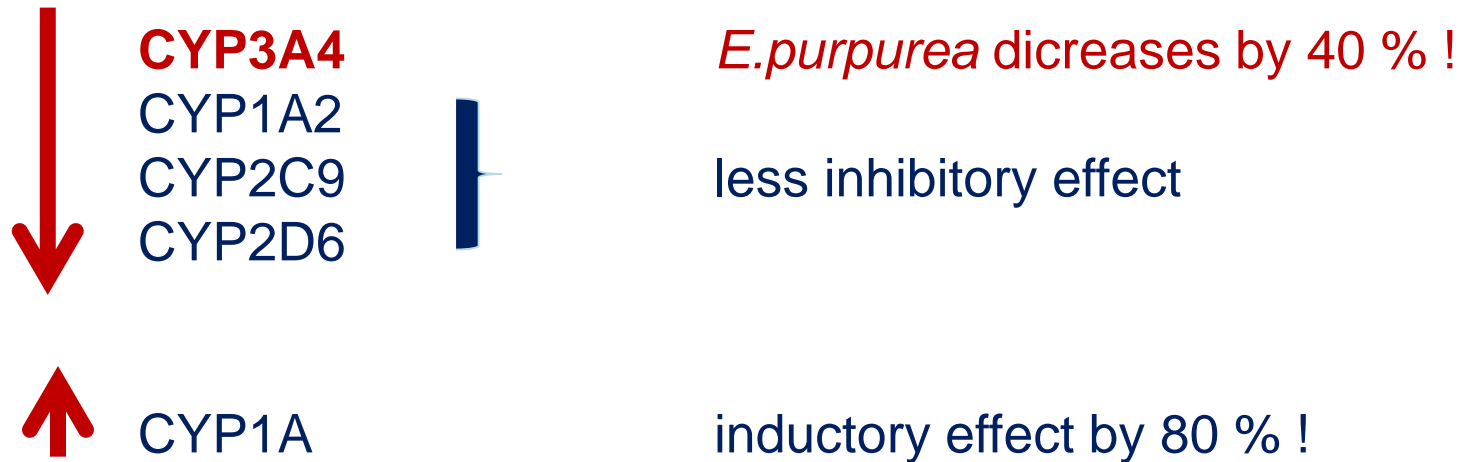 CYP3A4 E.purpurea dicreases by 40 % !
CYP1A2
CYP2C9 less inhibitory effect
CYP2D6
CYP1A inductory effect by 80 % !